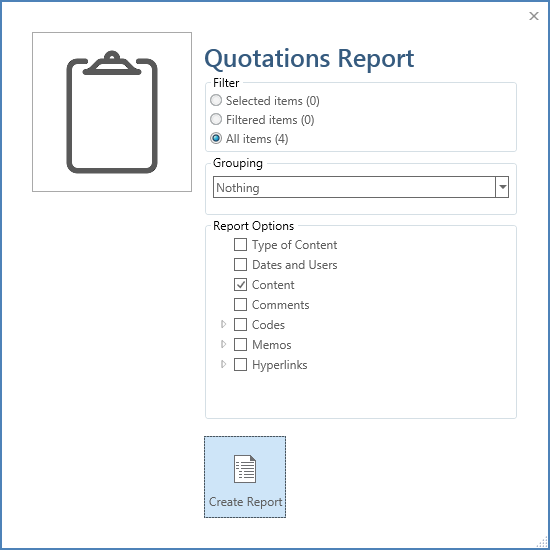 Quotations Report
Filter
Selected items (0)
Filtered items (0)
All items (4)
Grouping
Nothing
Report Options
Type of Content
Dates and Users
Content
Comments
Codes
Memos
Hyperlinks
Create Report